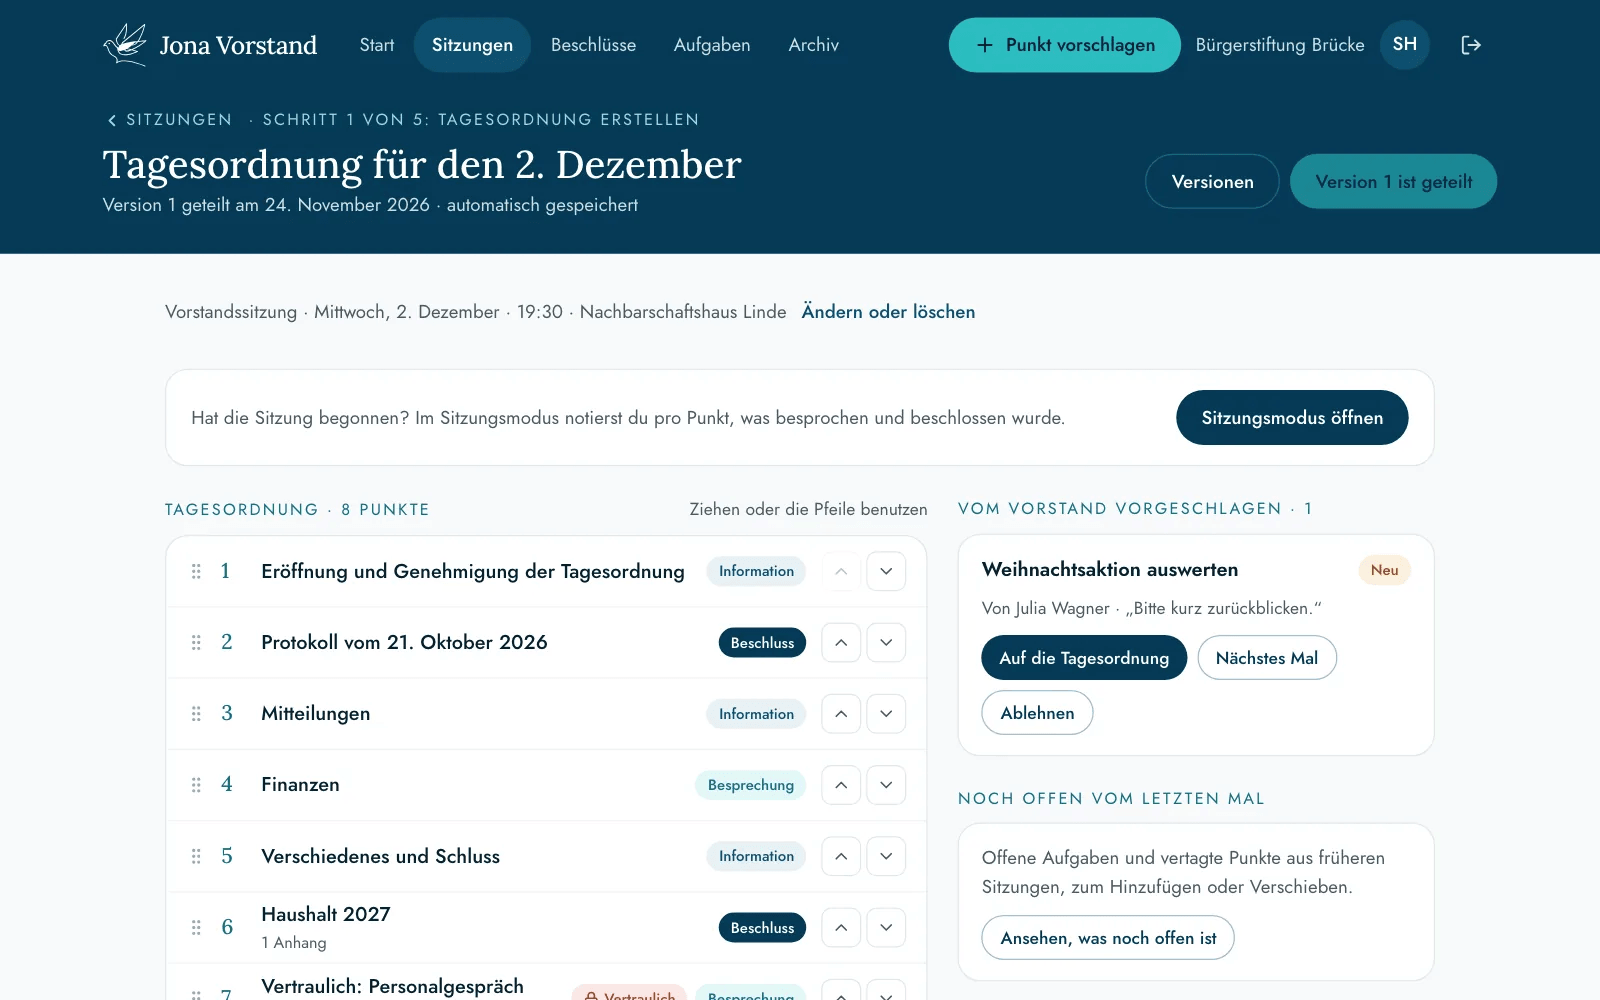 Jona Vorstand
Start
Sitzungen
Beschlüsse
Aufgaben
Archiv
Punkt vorschlagen
Bürgerstiftung Brücke
SH
SITZUNGEN · SCHRITT 1 VON 5: TAGESORDNUNG ERSTELLEN
Tagesordnung für den 2. Dezember
Version 1 geteilt am 24. November 2026 · automatisch gespeichert
Versionen
Version 1 ist geteilt
Vorstandssitzung · Mittwoch, 2. Dezember · 19:30 · Nachbarschaftshaus Linde Ändern oder löschen
Hat die Sitzung begonnen? Im Sitzungsmodus notierst du pro Punkt, was besprochen und beschlossen wurde.
Sitzungsmodus öffnen
TAGESORDNUNG · 8 PUNKTE
Ziehen oder die Pfeile benutzen
1 Eröffnung und Genehmigung der Tagesordnung Information
2 Protokoll vom 21. Oktober 2026 Beschluss
3 Mitteilungen Information
4 Finanzen Besprechung
5 Verschiedenes und Schluss Information
6 Haushalt 2027 Beschluss
1 Anhang
7 Vertraulich: Personalgespräch Vertraulich Besprechung
VOM VORSTAND VORGESCHLAGEN · 1
Weihnachtsaktion auswerten
Neu
Von Julia Wagner · „Bitte kurz zurückblicken.“
Auf die Tagesordnung
Nächstes Mal
Ablehnen
NOCH OFFEN VOM LETZTEN MAL
Offene Aufgaben und vertagte Punkte aus früheren
Sitzungen, zum Hinzufügen oder Verschieben.
Ansehen, was noch offen ist